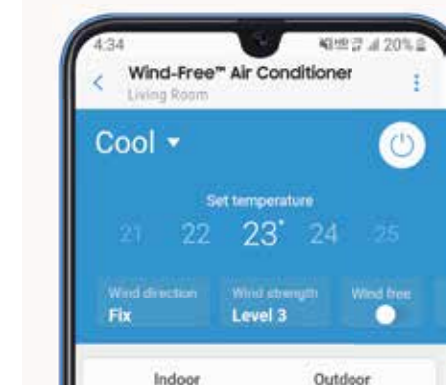 4:34
20%
Wind-Free™ Air Conditioner
Living Room
Cool
Set temperature
21 22 23° 24 25
Wind direction Wind strength Wind free
Fix Level 3
Indoor Outdoor